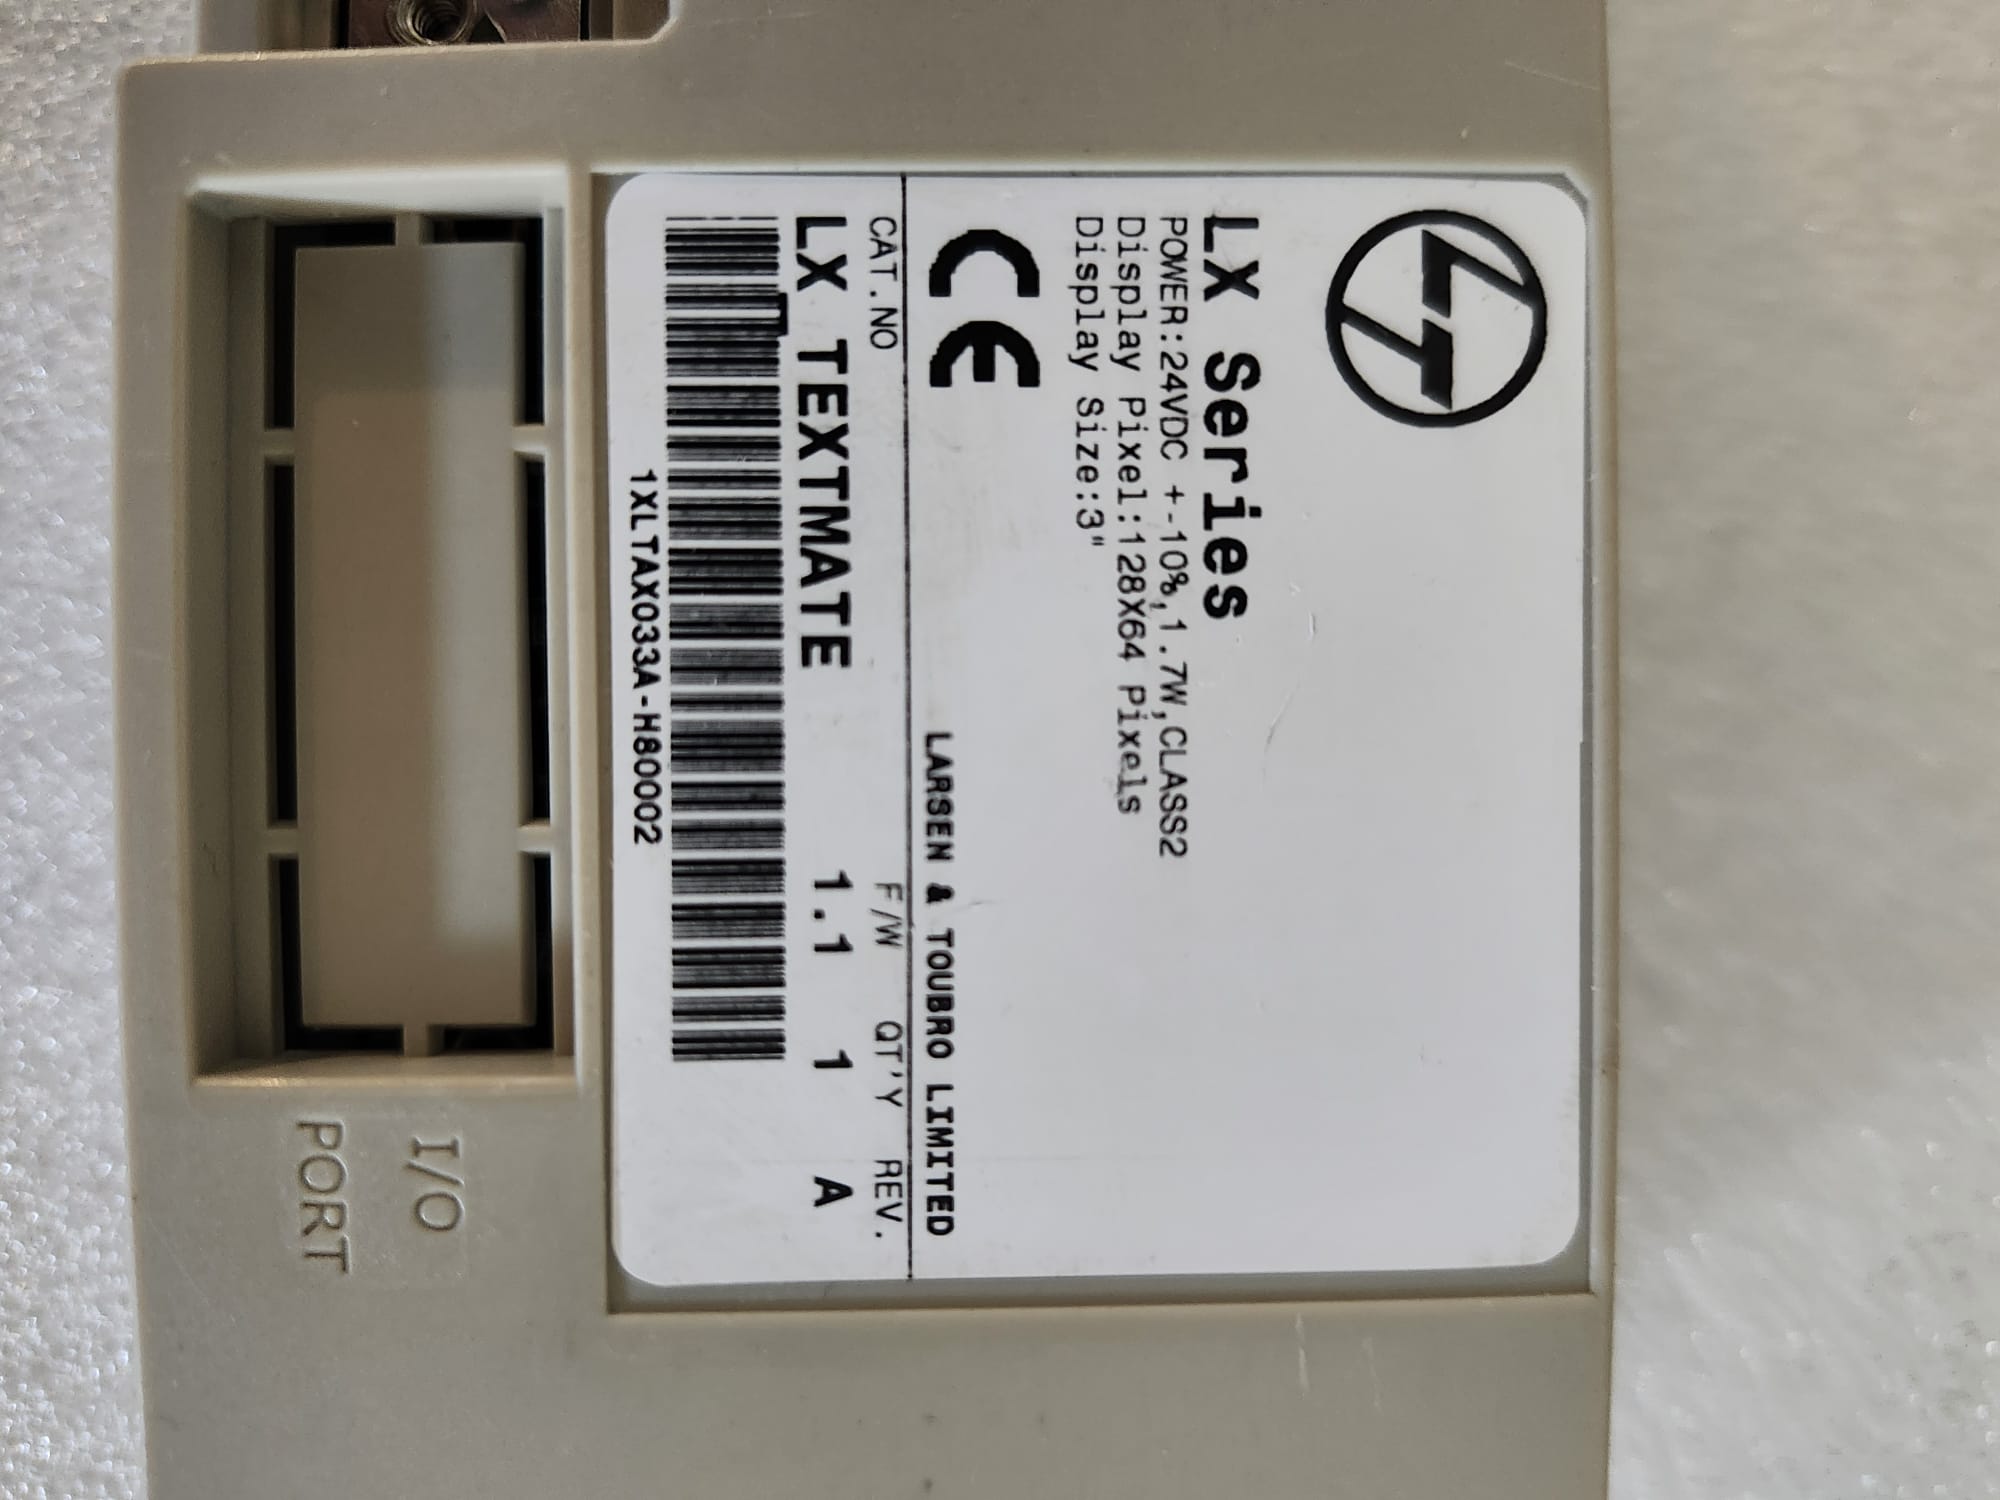 LT
LX Series
POWER:24VDC +-10%,1.7W,CLASS2
Display Pixel:128X64 Pixels
Display Size:3"
CE
LARSEN & TOUBRO LIMITED
CAT.NO F/W QT'Y REV.
LX TEXTMATE 1.1 1 A
1XLTAX033A-H80002
I/O
PORT